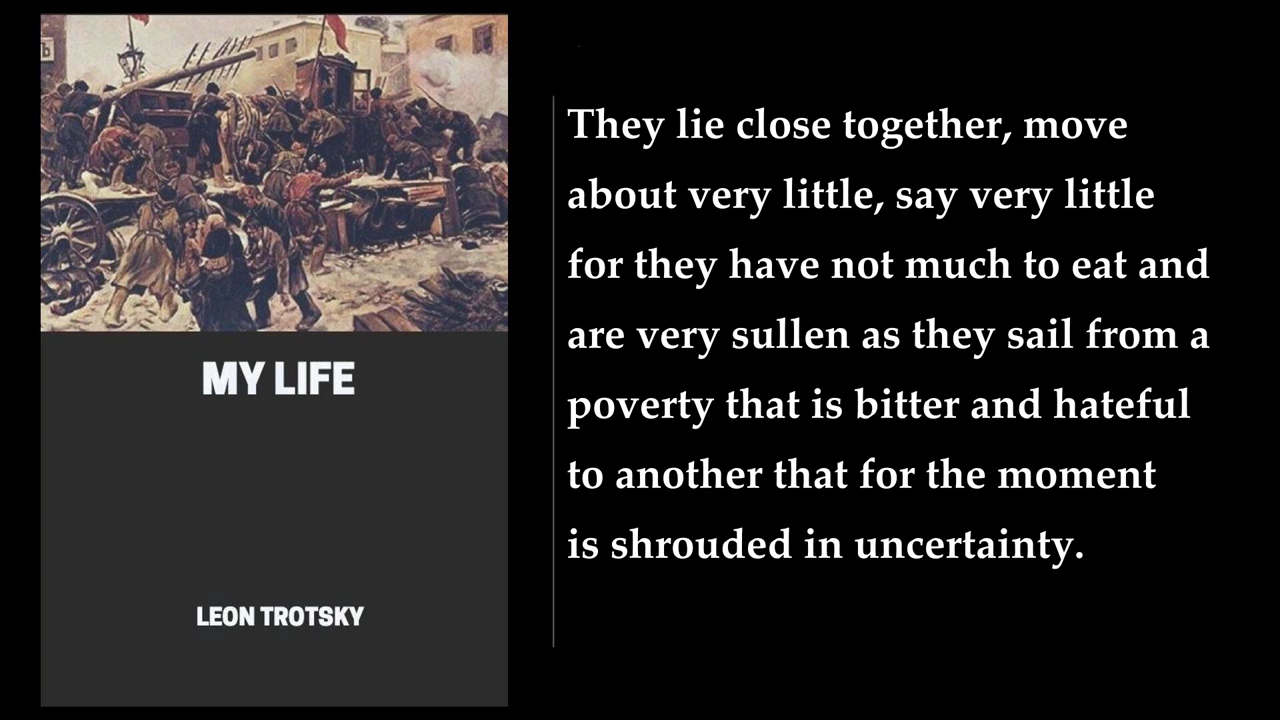 MY LIFE
LEON TROTSKY
They lie close together, move
about very little, say very little
for they have not much to eat and
are very sullen as they sail from a
poverty that is bitter and hateful
to another that for the moment
is shrouded in uncertainty.